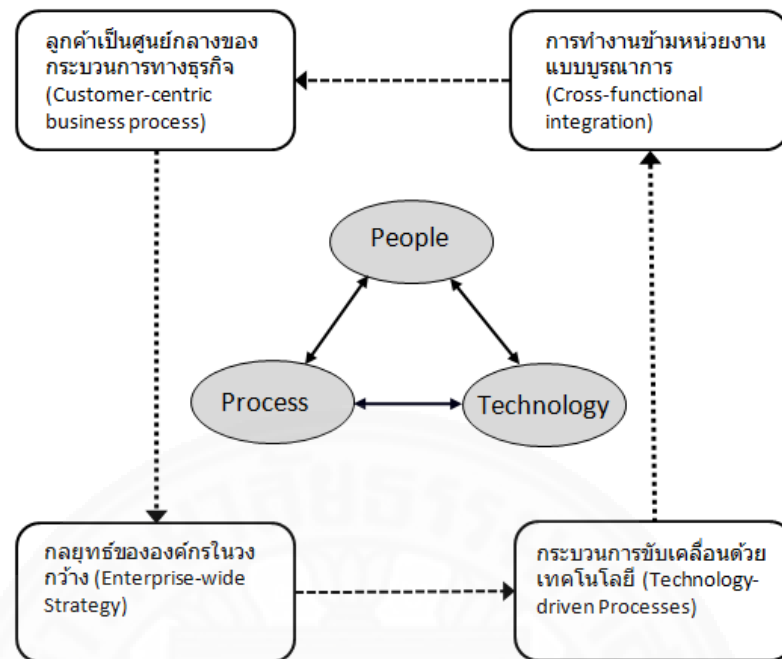 ลูกค้าเป็นศูนย์กลางของ
กระบวนการทางธุรกิจ
(Customer-centric
business process)
การทำงานข้ามหน่วยงาน
แบบบูรณาการ
(Cross-functional
integration)
People
Process
Technology
กลยุทธ์ขององค์กรในวง
กว้าง (Enterprise-wide
Strategy)
กระบวนการขับเคลื่อนด้วย
เทคโนโลยี (Technology-
driven Processes)